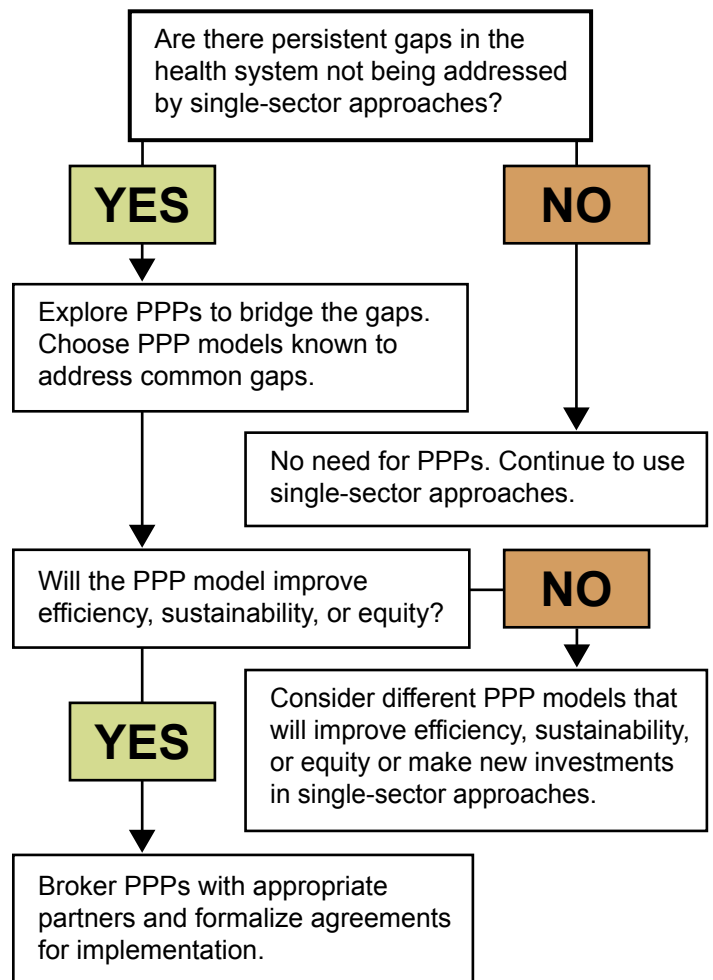 Are there persistent gaps in the
health system not being addressed
by single-sector approaches?
YES
NO
Explore PPPs to bridge the gaps.
Choose PPP models known to
address common gaps.
No need for PPPs. Continue to use
single-sector approaches.
Will the PPP model improve
efficiency, sustainability, or equity?
NO
YES
Consider different PPP models that
will improve efficiency, sustainability,
or equity or make new investments
in single-sector approaches.
Broker PPPs with appropriate
partners and formalize agreements
for implementation.